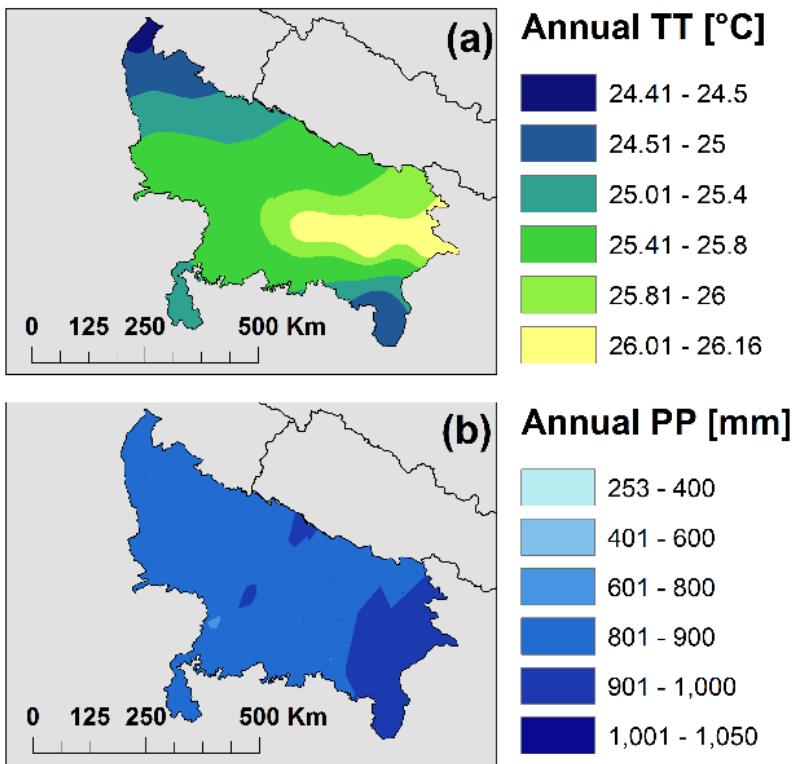 (a)
Annual TT [°C]
24.41 - 24.5
24.51 - 25
25.01 - 25.4
25.41 - 25.8
25.81 - 26
26.01 - 26.16
0 125 250 500 Km
(b)
Annual PP [mm]
253 - 400
401 - 600
601 - 800
801 - 900
901 - 1,000
1,001 - 1,050
0 125 250 500 Km